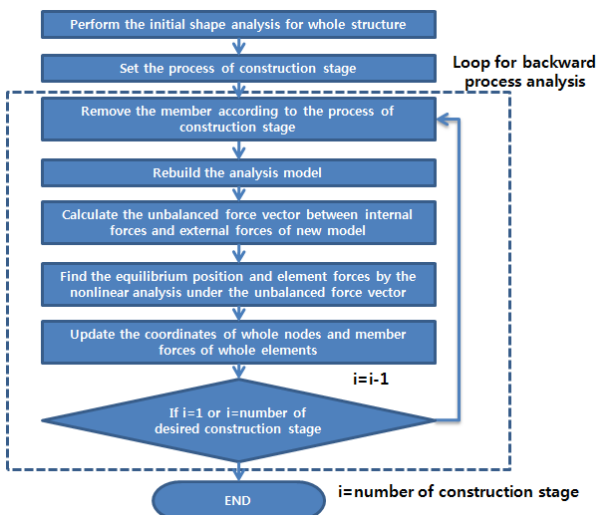 Perform the initial shape analysis for whole structure
Set the process of construction stage
Loop for backward
process analysis
Remove the member according to the process of
construction stage
Rebuild the analysis model
Calculate the unbalanced force vector between internal
forces and external forces of new model
Find the equilibrium position and element forces by the
nonlinear analysis under the unbalanced force vector
Update the coordinates of whole nodes and member
forces of whole elements
i=i-1
If i=1 or i=number of
desired construction stage
END
i=number of construction stage